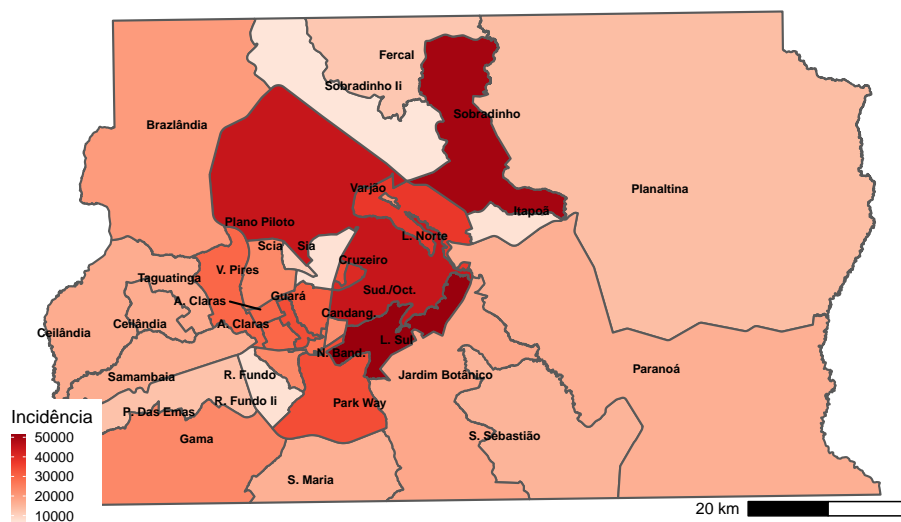 Fercal
Sobradinho Ii
Sobradinho
Brazlândia
Planaltina
Varjão
Itapoã
Plano Piloto
L. Norte
Scia
Sia
Cruzeiro
V. Pires
Taguatinga
Sud./Oct.
Guará
A. Claras
Candang.
Ceilândia
Ceilândia
A. Claras
L. Sul
N. Band.
Paranoá
R. Fundo
Jardim Botânico
Samambaia
R. Fundo Ii
Park Way
P. Das Emas
Gama
S. Sebastião
S. Maria
Incidência
50000
40000
30000
20000
10000
20 km